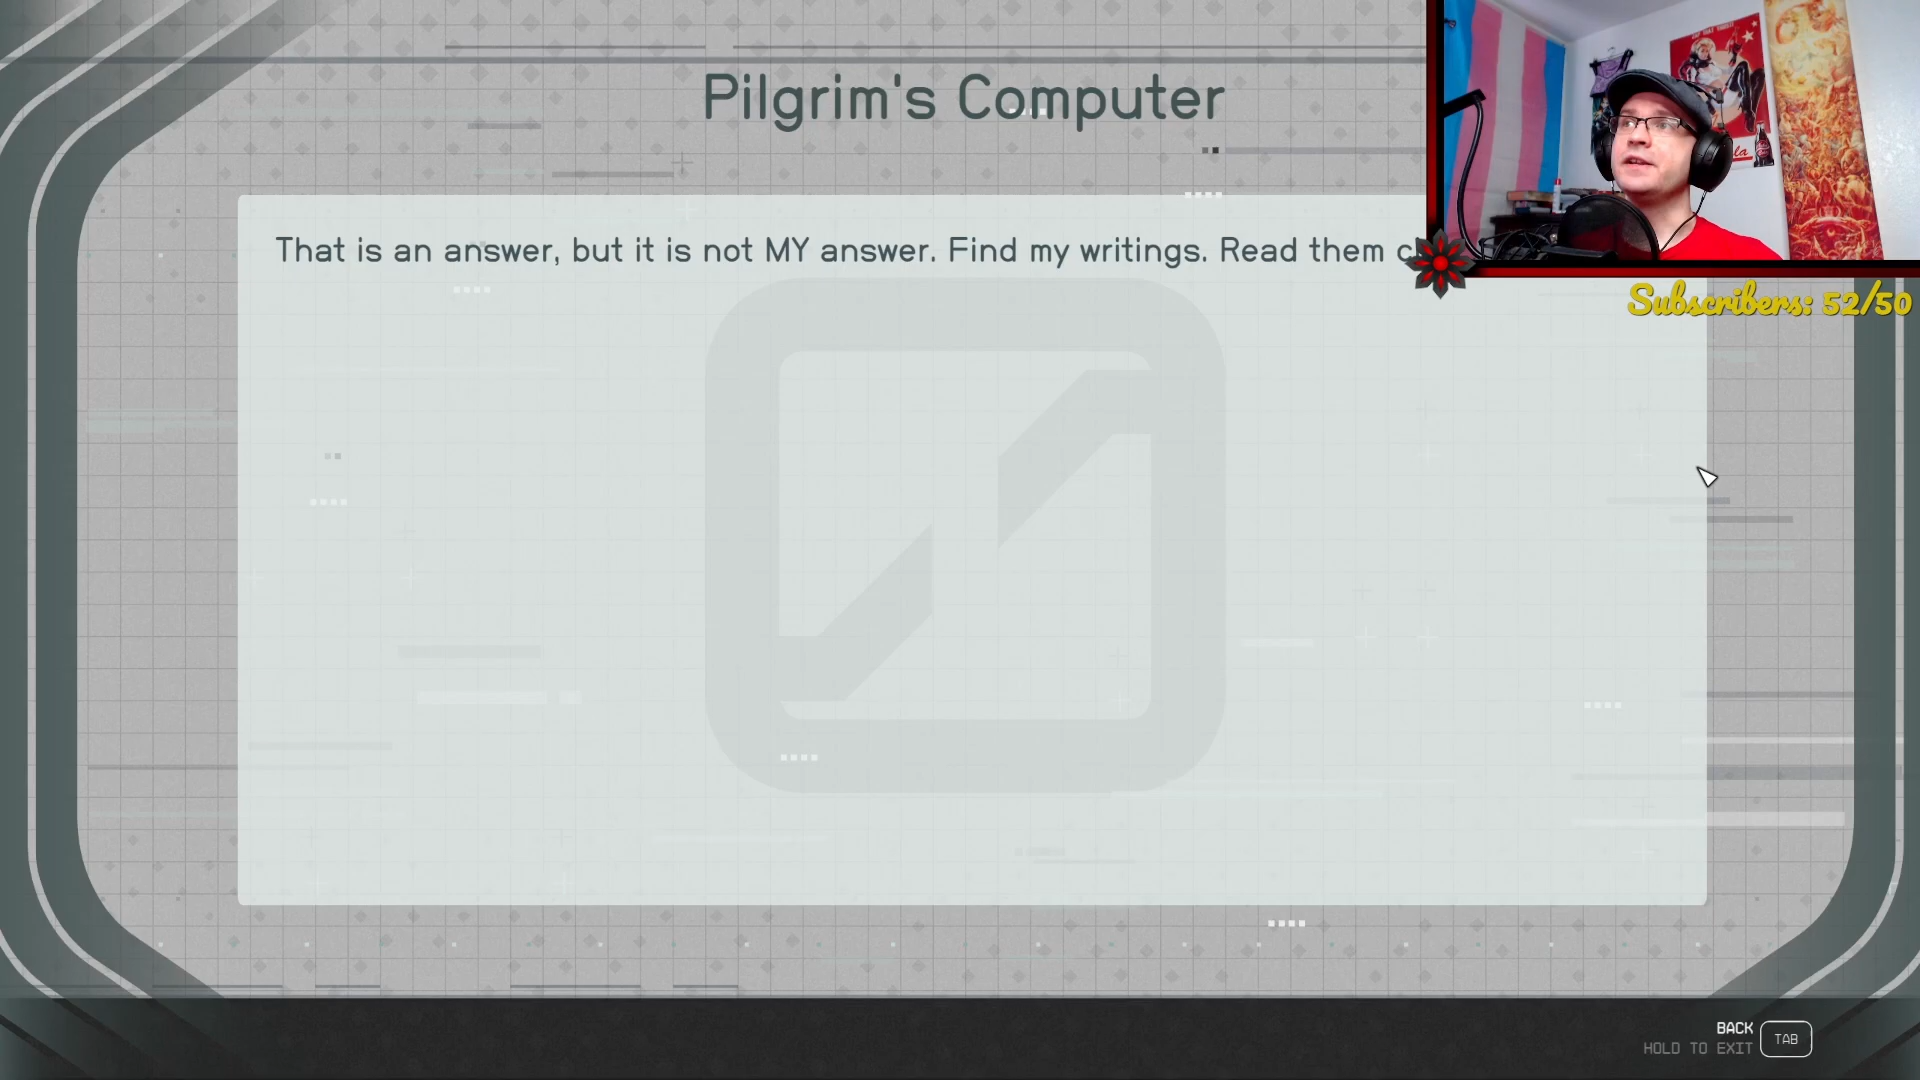 Pilgrim's Computer
That is an answer, but it is not MY answer. Find my writings. Read them
Subscribers: 52/50
BACK
HOLD TO EXIT
TAB